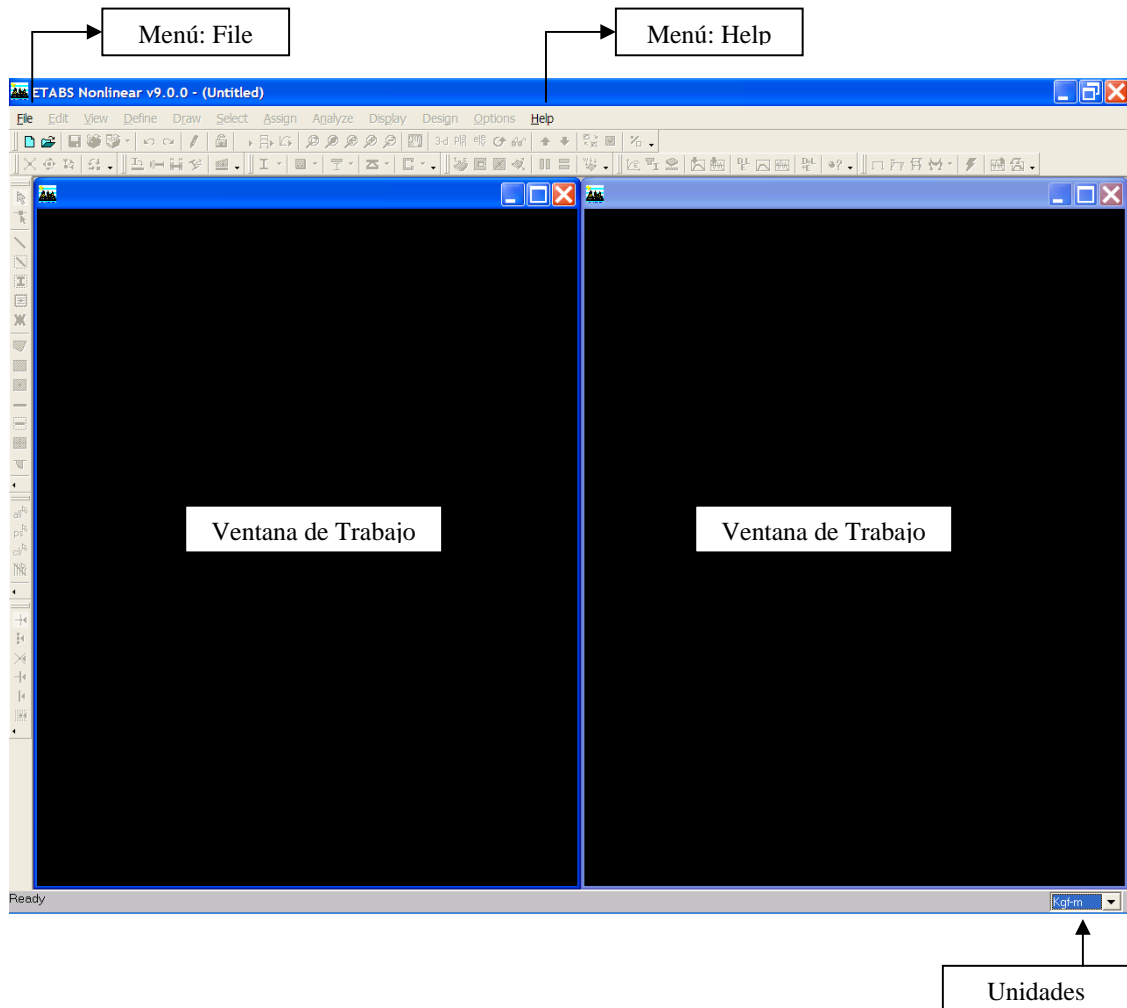 Menú: File
Menú: Help
ETABS Nonlinear v9.0.0 - (Untitled)
File Edit View Define Draw Select Assign Analyze Display Design Options Help
3-d
Ventana de Trabajo
Ventana de Trabajo
Ready
Kgf-m
Unidades